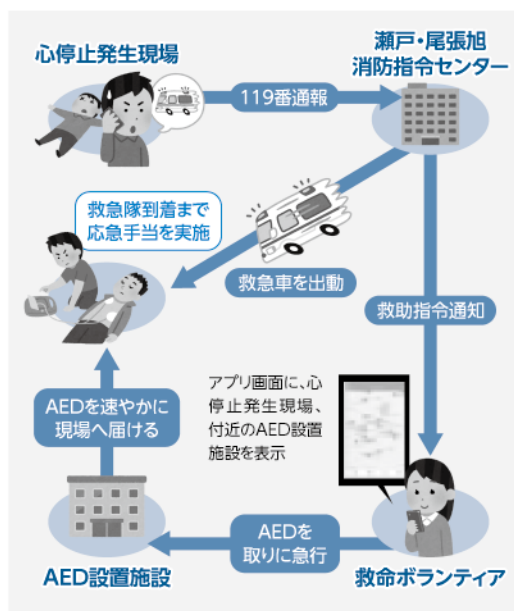 心停止発生現場
瀬戸・尾張旭
消防指令センター
119番通報
救急隊到着まで
応急手当を実施
救急車を出動
救助指令通知
アプリ画面に、心
停止発生現場、
付近のAED設置
施設を表示
AEDを速やかに
現場へ届ける
AEDを
取りに急行
AED設置施設
救命ボランティア